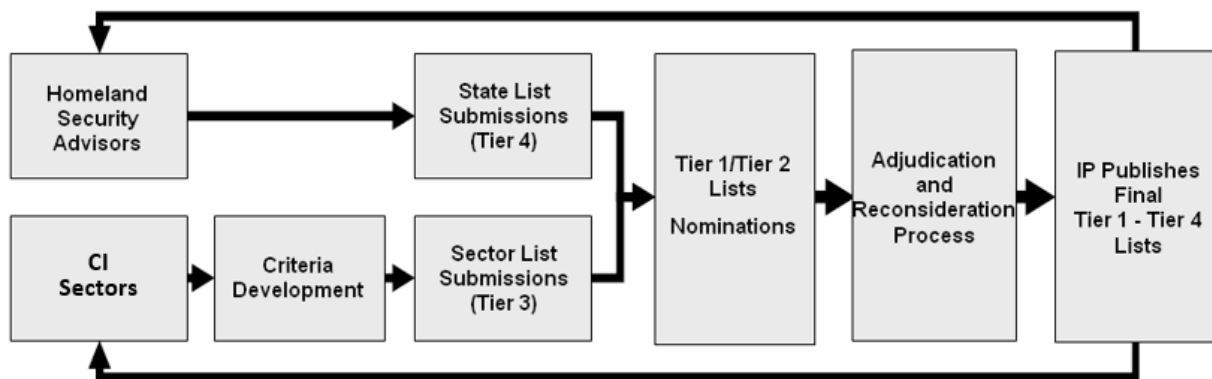 Homeland
Security
Advisors
State List
Submissions
(Tier 4)
CI
Sectors
Criteria
Development
Sector List
Submissions
(Tier 3)
Tier 1/Tier 2
Lists
Nominations
Adjudication
and
Reconsideration
Process
IP Publishes
Final
Tier 1 - Tier 4
Lists